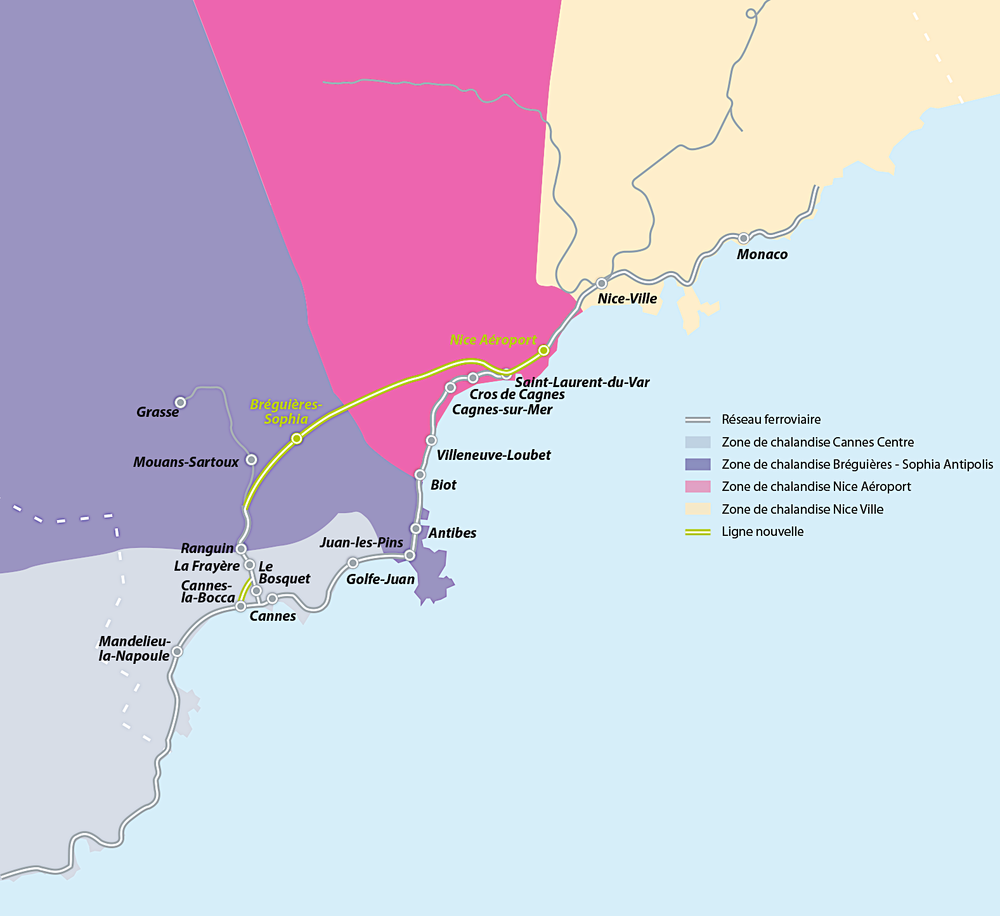 Monaco
Nice-Ville
Nice Aéroport
Saint-Laurent-du-Var
Cros de Cagnes
Cagnes-sur-Mer
Bréguières-
Sophia
Grasse
Mouans-Sartoux
Villeneuve-Loubet
Biot
Antibes
Juan-les-Pins
Golfe-Juan
Ranguin
La Frayère
Le
Bosquet
Cannes-
la-Bocca
Cannes
Mandelieu-
la-Napoule
Réseau ferroviaire
Zone de chalandise Cannes Centre
Zone de chalandise Bréguières - Sophia Antipolis
Zone de chalandise Nice Aéroport
Zone de chalandise Nice Ville
Ligne nouvelle